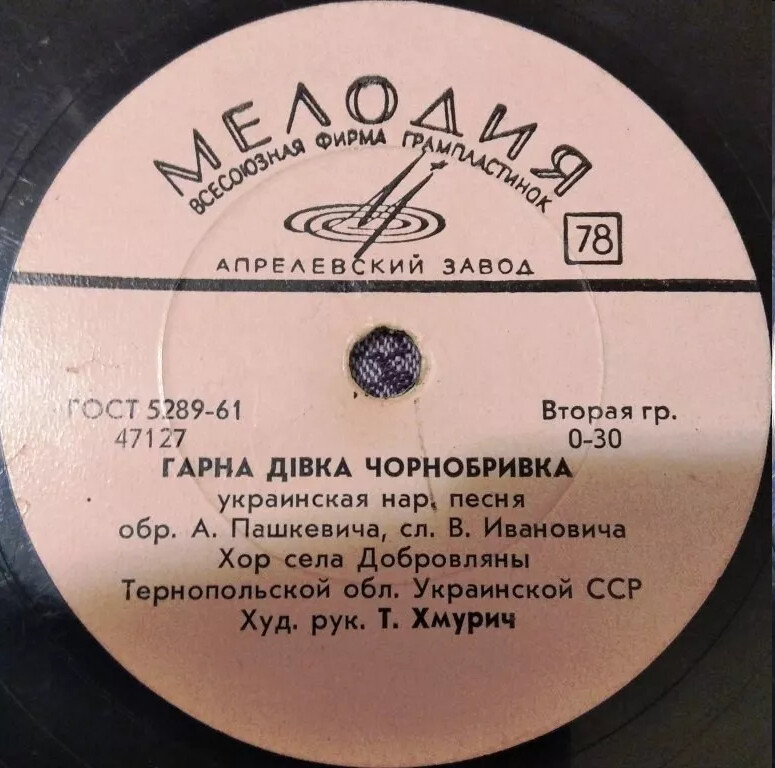 МЕЛОДИЯ
ВСЕСОЮЗНАЯ ФИРМА ГРАМПЛАСТИНОК
78
АПРЕЛЕВСКИЙ ЗАВОД
ГОСТ 5289-61 Вторая гр.
47127 0-30
ГАРНА ДІВКА ЧОРНОБРИВКА
украинская нар. песня
обр. А. Пашкевича, сл. В. Ивановича
Хор села Добровляны
Тернопольской обл. Украинской ССР
Худ. рук. Т. Хмурич